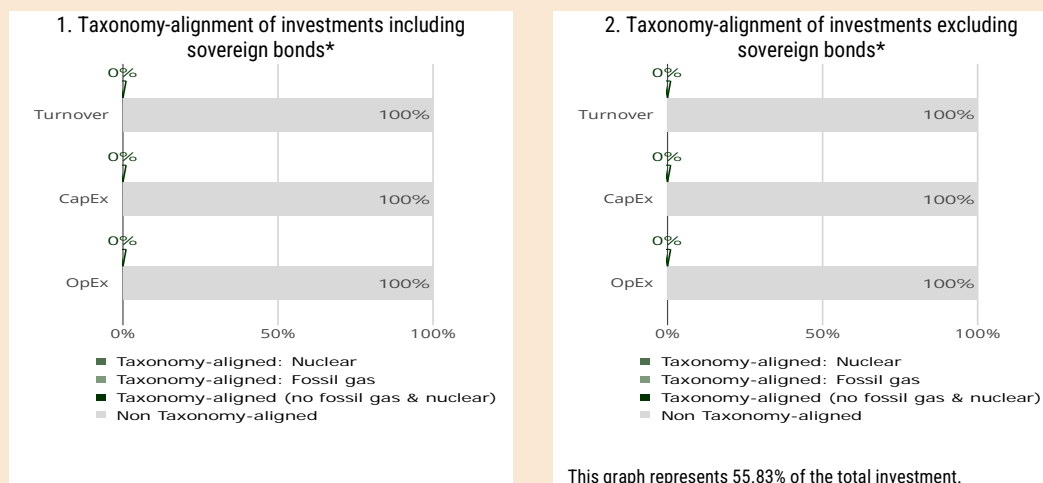 1. Taxonomy-alignment of investments including
sovereign bonds*
0%
Turnover
100%
0%
CapEx
100%
0%
OpEx
100%
0%
50%
100%
Taxonomy-aligned: Nuclear
Taxonomy-aligned: Fossil gas
Taxonomy-aligned (no fossil gas & nuclear)
Non Taxonomy-aligned
2. Taxonomy-alignment of investments excluding
sovereign bonds*
0%
Turnover
100%
0%
CapEx
100%
0%
OpEx
100%
0%
50%
100%
Taxonomy-aligned: Nuclear
Taxonomy-aligned: Fossil gas
Taxonomy-aligned (no fossil gas & nuclear)
Non Taxonomy-aligned
This graph represents 55.83% of the total investment.